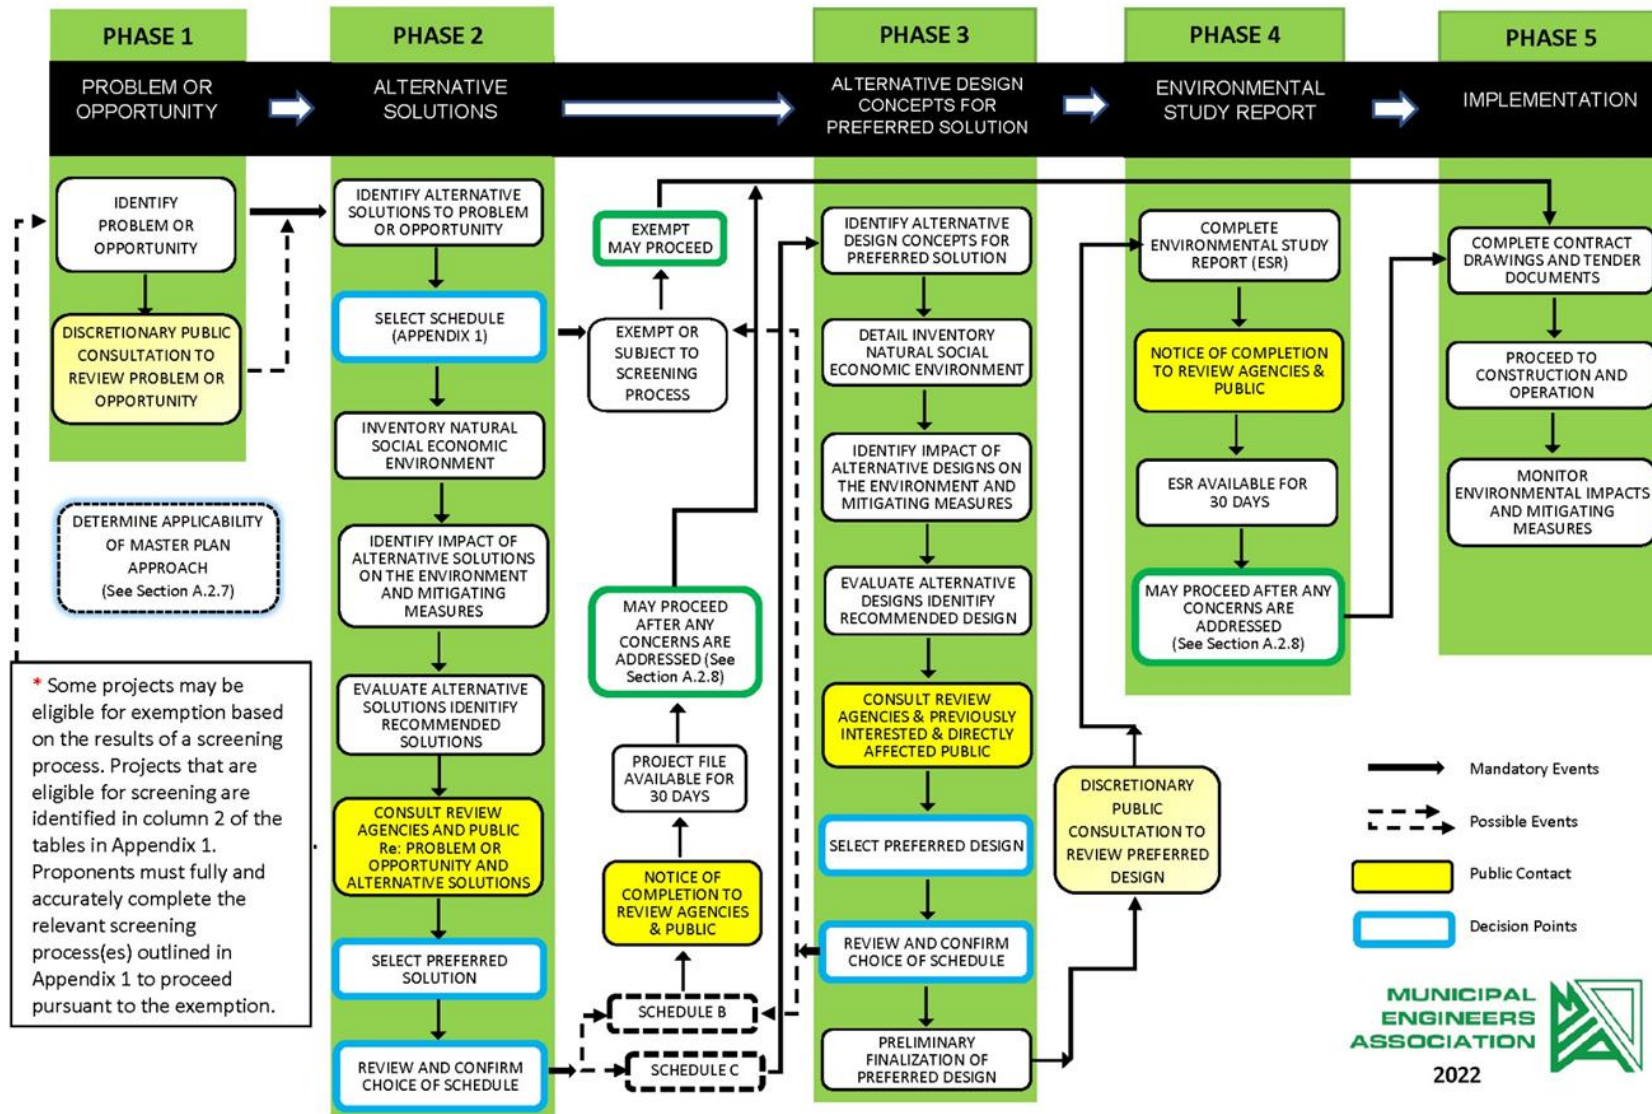 PHASE 1
PROBLEM OR
OPPORTUNITY
IDENTIFY
PROBLEM OR
OPPORTUNITY
DISCRETIONARY PUBLIC
CONSULTATION TO
REVIEW PROBLEM OR
OPPORTUNITY
DETERMINE APPLICABILITY
OF MASTER PLAN
APPROACH
(See Section A.2.7)
* Some projects may be
eligible for exemption based
on the results of a screening
process. Projects that are
eligible for screening are
identified in column 2 of the
tables in Appendix 1.
Proponents must fully and
accurately complete the
relevant screening
process(es) outlined in
Appendix 1 to proceed
pursuant to the exemption.
PHASE 2
ALTERNATIVE
SOLUTIONS
IDENTIFY ALTERNATIVE
SOLUTIONS TO PROBLEM
OR OPPORTUNITY
SELECT SCHEDULE
(APPENDIX 1)
INVENTORY NATURAL
SOCIAL ECONOMIC
ENVIRONMENT
IDENTIFY IMPACT OF
ALTERNATIVE SOLUTIONS
ON THE ENVIRONMENT
AND MITIGATING
MEASURES
EVALUATE ALTERNATIVE
SOLUTIONS IDEINTIFY
RECOMMENDED
SOLUTIONS
CONSULT REVIEW
AGENCIES AND PUBLIC
Re: PROBLEM OR
OPPORTUNITY AND
ALTERNATIVE SOLUTIONS
SELECT PREFERRED
SOLUTION
REVIEW AND CONFIRM
CHOICE OF SCHEDULE
EXEMPT
MAY PROCEED
EXEMPT OR
SUBJECT TO
SCREENING
PROCESS
MAY PROCEED
AFTER ANY
CONCERNS ARE
ADDRESSED (See
Section A.2.8)
PROJECT FILE
AVAILABLE FOR
30 DAYS
NOTICE OF
COMPLETION TO
REVIEW AGENCIES
& PUBLIC
SCHEDULE B
SCHEDULE C
PHASE 3
ALTERNATIVE DESIGN
CONCEPTS FOR
PREFERRED SOLUTION
IDENTIFY ALTERNATIVE
DESIGN CONCEPTS FOR
PREFERRED SOLUTION
DETAIL INVENTORY
NATURAL SOCIAL
ECONOMIC ENVIRONMENT
IDENTIFY IMPACT OF
ALTERNATIVE DESIGNS ON
THE ENVIRONMENT AND
MITIGATING MEASURES
EVALUATE ALTERNATIVE
DESIGNS IDEINTIFY
RECOMMENDED DESIGN
CONSULT REVIEW
AGENCIES & PREVIOUSLY
INTERESTED & DIRECTLY
AFFECTED PUBLIC
SELECT PREFERRED DESIGN
REVIEW AND CONFIRM
CHOICE OF SCHEDULE
PRELIMINARY
FINALIZATION OF
PREFERRED DESIGN
DISCRETIONARY
PUBLIC
CONSULTATION TO
REVIEW PREFERRED
DESIGN
PHASE 4
ENVIRONMENTAL
STUDY REPORT
COMPLETE
ENVIRONMENTAL STUDY
REPORT (ESR)
NOTICE OF COMPLETION
TO REVIEW AGENCIES &
PUBLIC
ESR AVAILABLE FOR
30 DAYS
MAY PROCEED AFTER ANY
CONCERNS ARE
ADDRESSED
(See Section A.2.8)
PHASE 5
IMPLEMENTATION
COMPLETE CONTRACT
DRAWINGS AND TENDER
DOCUMENTS
PROCEED TO
CONSTRUCTION AND
OPERATION
MONITOR
ENVIRONMENTAL IMPACTS
AND MITIGATING
MEASURES
Mandatory Events
Possible Events
Public Contact
Decision Points
MUNICIPAL
ENGINEERS
ASSOCIATION
2022